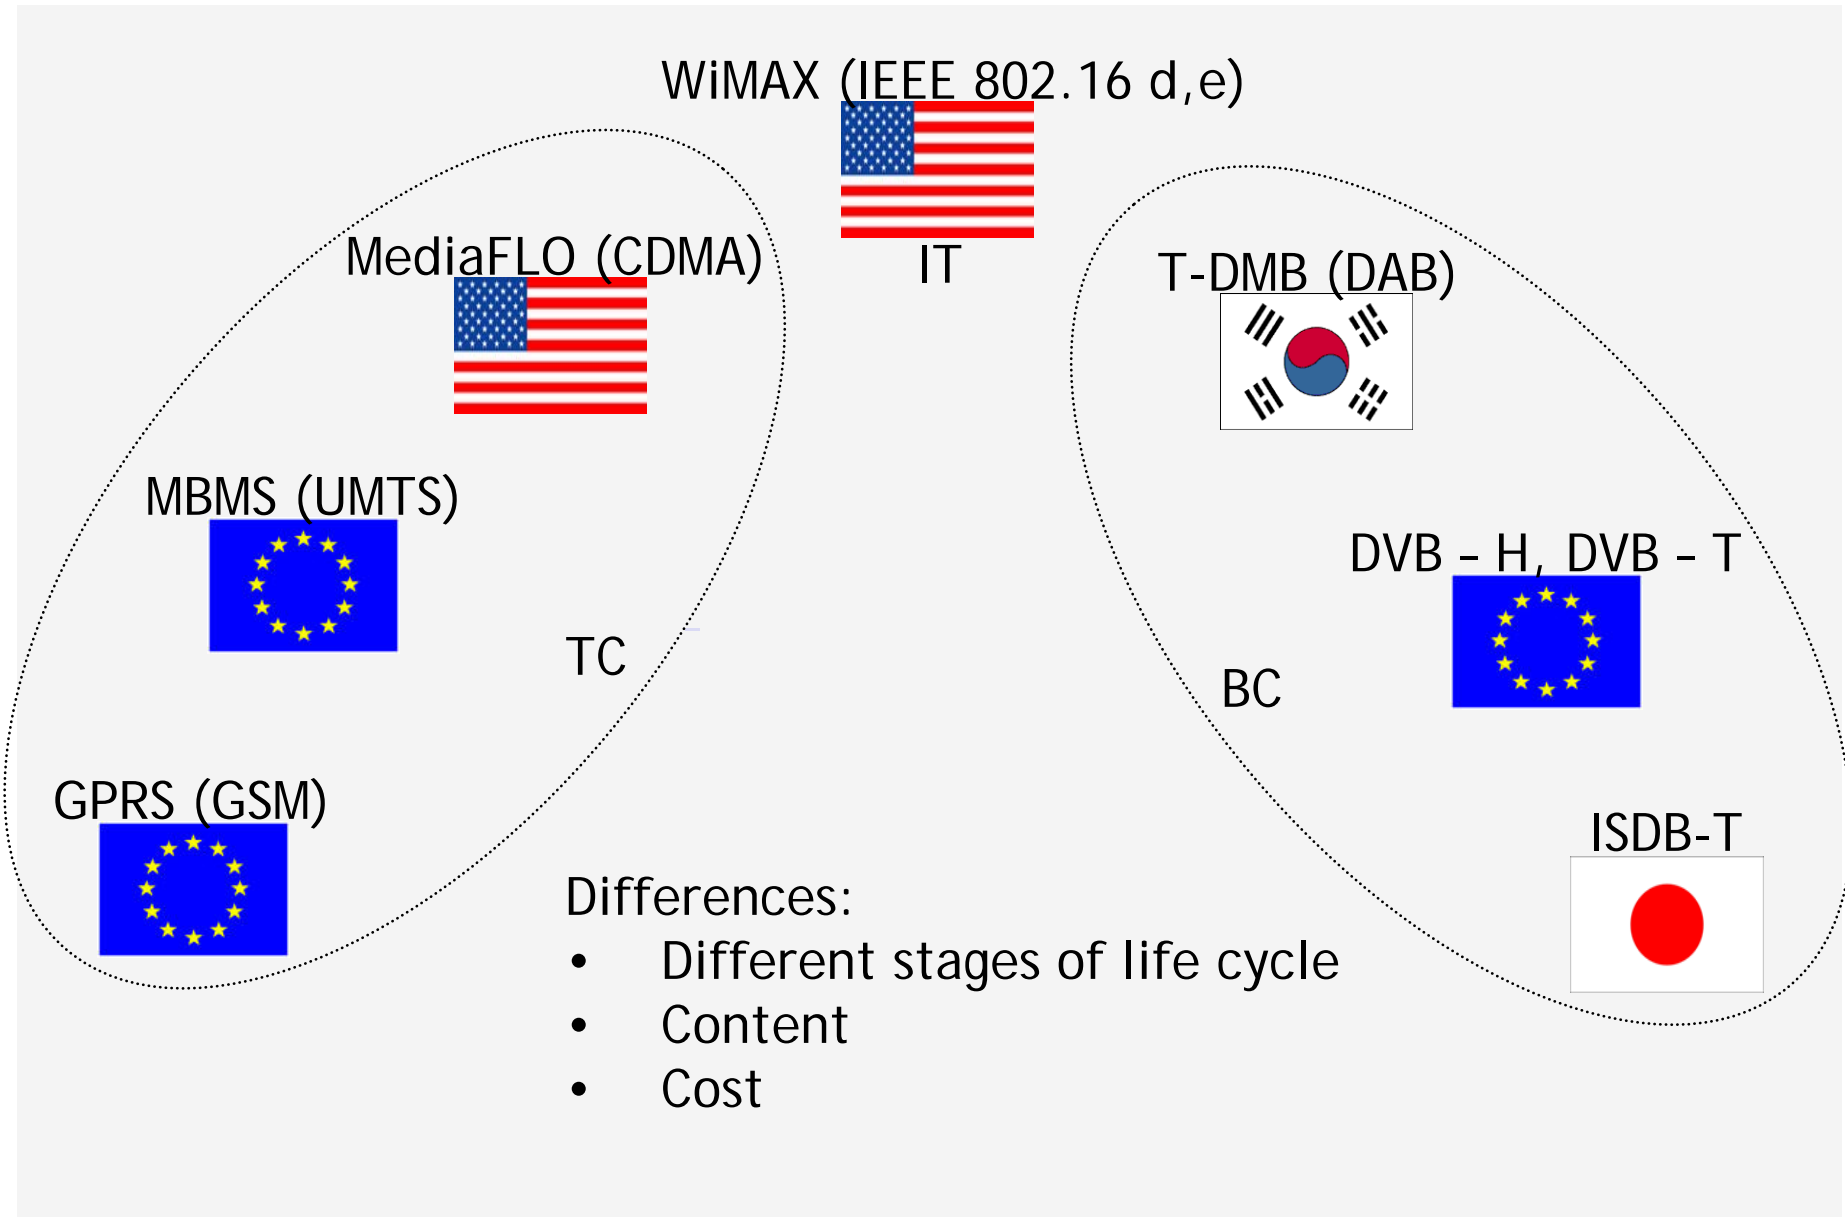 WiMAX (IEEE 802.16 d,e)
IT
MediaFLO (CDMA)
T-DMB (DAB)
MBMS (UMTS)
DVB – H, DVB – T
TC
BC
GPRS (GSM)
ISDB-T
Differences:
• Different stages of life cycle
• Content
• Cost